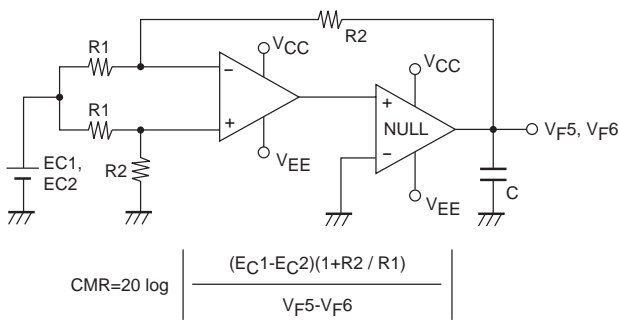 R2
R1
VCC
VCC
−
+
R1
+
NULL
−
VF5, VF6
EC1,
EC2
R2
VEE
VEE
C
CMR=20 log | (EC1-EC2)(1+R2 / R1) / VF5-VF6 |